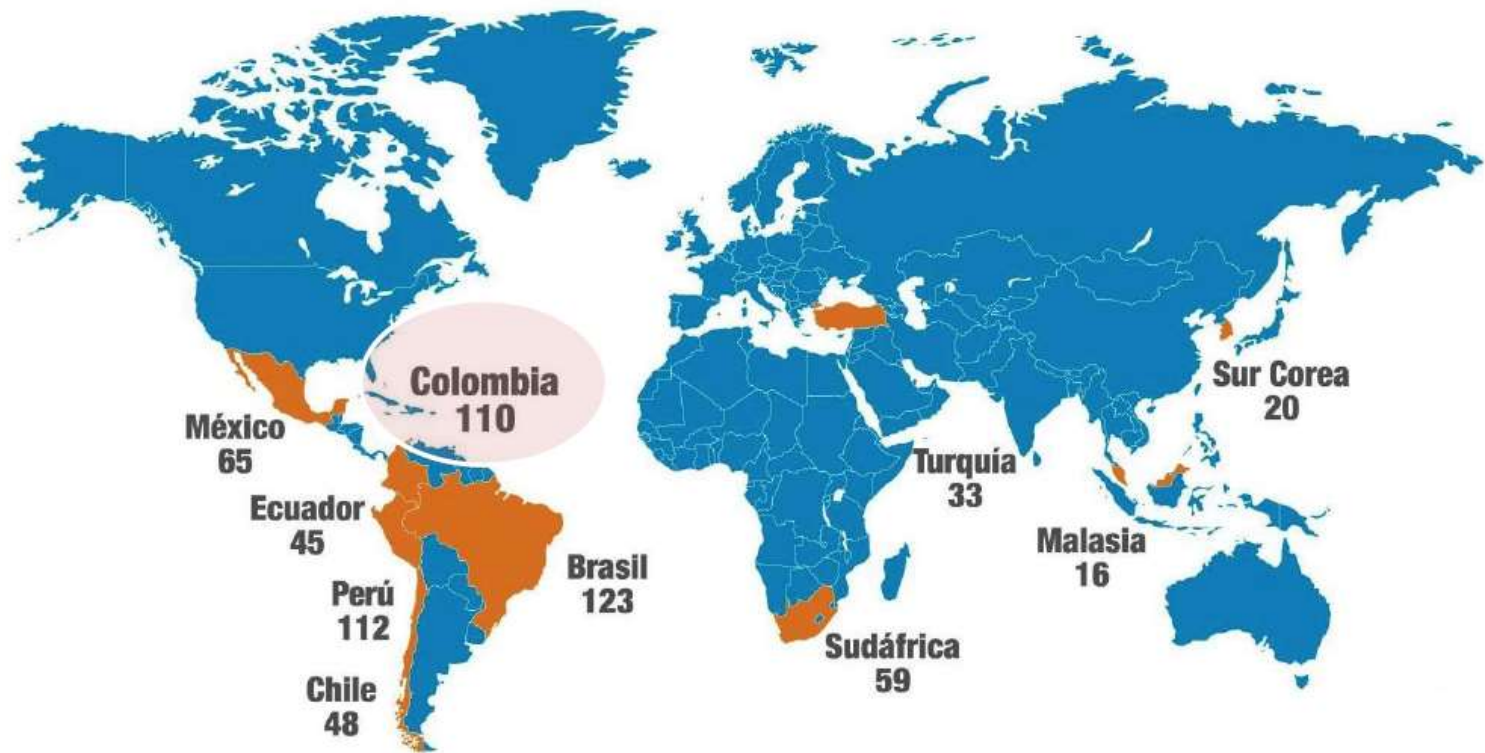 Colombia
110
México
65
Ecuador
45
Perú
112
Chile
48
Brasil
123
Sudáfrica
59
Turquía
33
Malasia
16
Sur Corea
20